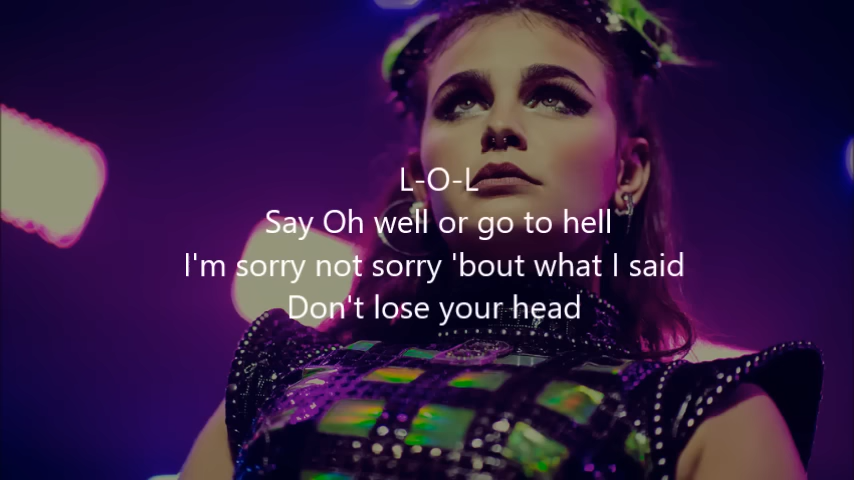 L-O-L
Say Oh well or go to hell
I'm sorry not sorry 'bout what I said
Don't lose your head